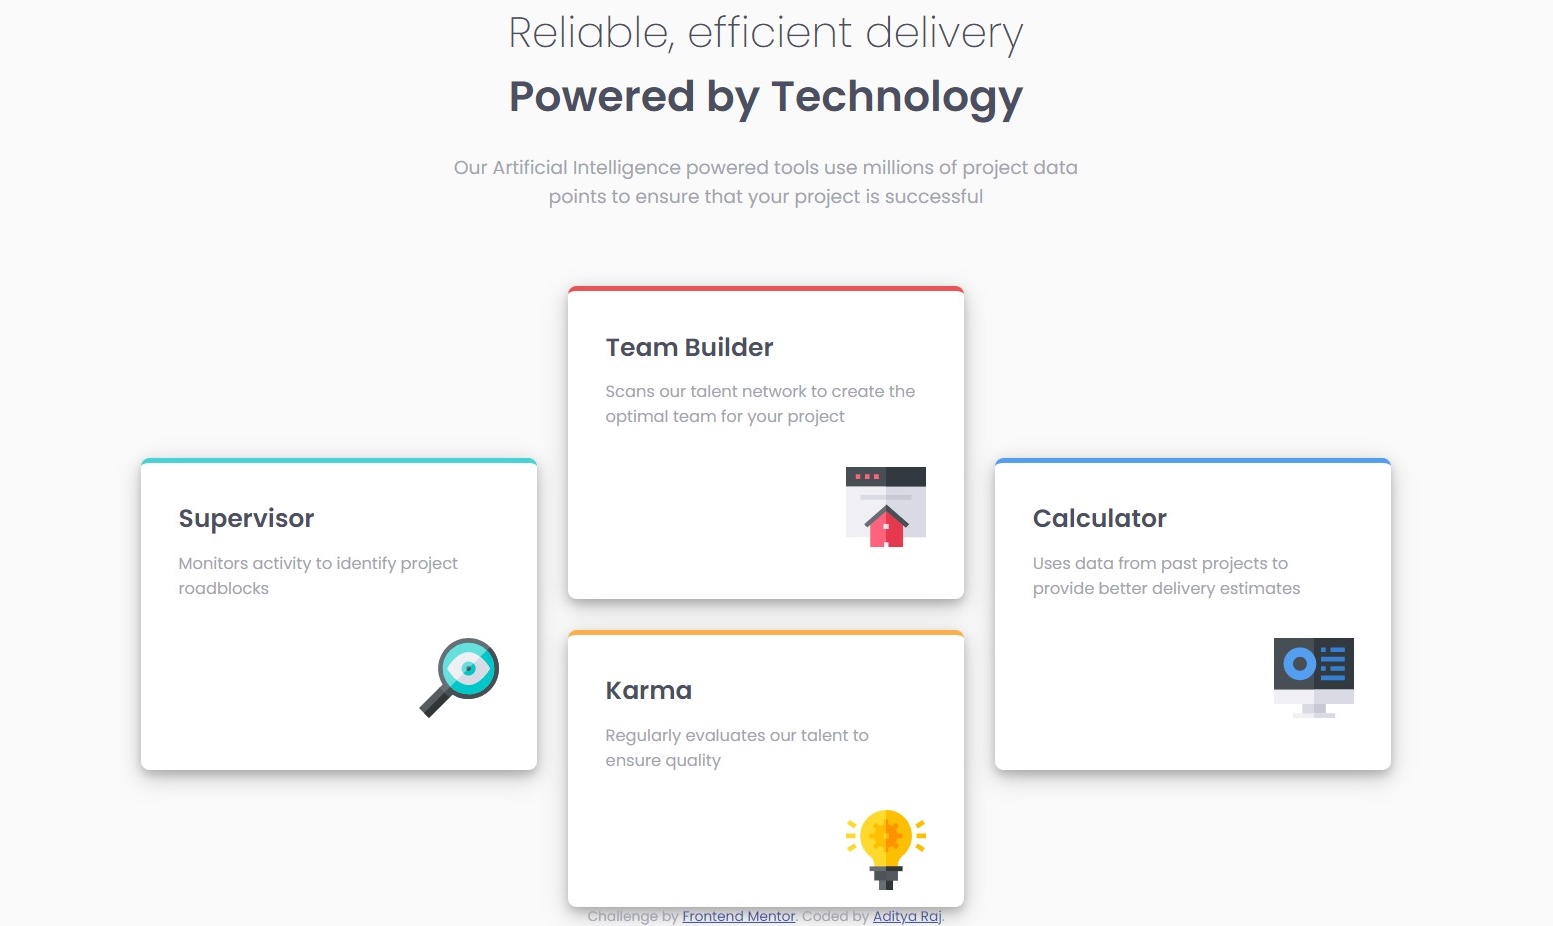 Reliable, efficient delivery
Powered by Technology
Our Artificial Intelligence powered tools use millions of project data
points to ensure that your project is successful
Team Builder
Scans our talent network to create the
optimal team for your project
Supervisor
Monitors activity to identify project
roadblocks
Calculator
Uses data from past projects to
provide better delivery estimates
Karma
Regularly evaluates our talent to
ensure quality
Challenge by Frontend Mentor. Coded by Aditya Raj.